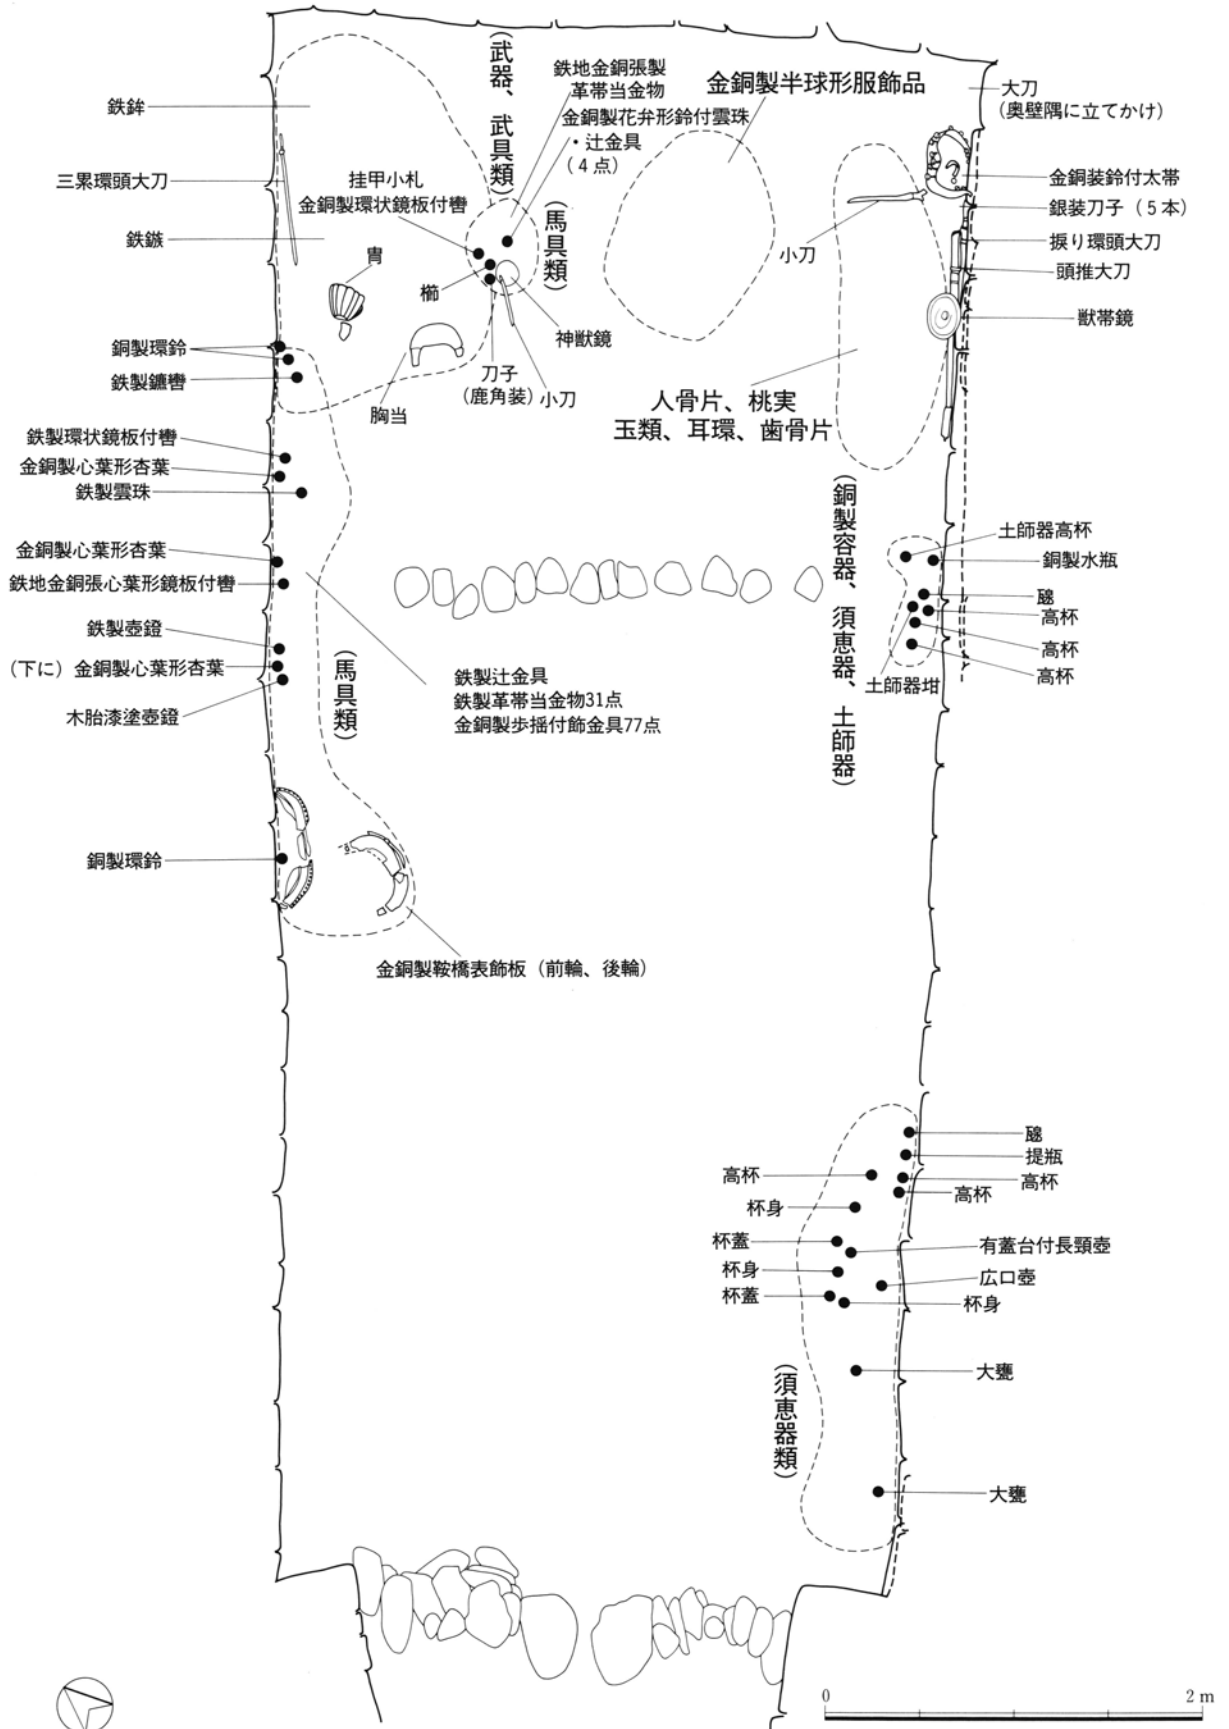 (武器、武具類)
鉄地金銅張製
革帯当金物
金銅製花弁形鈴付雲珠
・辻金具
(4点)
金銅製半球形服飾品
大刀
(奥壁隅に立てかけ)
鉄鉾
三累環頭大刀
挂甲小札
金銅製環状鏡板付轡
(馬具類)
鉄鏃
冑
櫛
小刀
金銅装鈴付太帯
銀装刀子(5本)
捩り環頭大刀
頭推大刀
獣帯鏡
神獣鏡
銅製環鈴
鉄製鑣轡
刀子
(鹿角装)
小刀
胸当
人骨片、桃実
玉類、耳環、歯骨片
鉄製環状鏡板付轡
金銅製心葉形杏葉
鉄製雲珠
(銅製容器、須恵器、土師器)
金銅製心葉形杏葉
鉄地金銅張心葉形鏡板付轡
土師器高杯
銅製水瓶
𤭯
高杯
高杯
高杯
土師器坩
鉄製壺鐙
(下に)金銅製心葉形杏葉
木胎漆塗壺鐙
(馬具類)
鉄製辻金具
鉄製革帯当金物31点
金銅製歩揺付飾金具77点
銅製環鈴
金銅製鞍橋表飾板(前輪、後輪)
𤭯
提瓶
高杯
高杯
高杯
杯身
杯蓋
有蓋台付長頸壺
杯身
広口壺
杯蓋
杯身
大甕
(須恵器類)
大甕
0
2 m